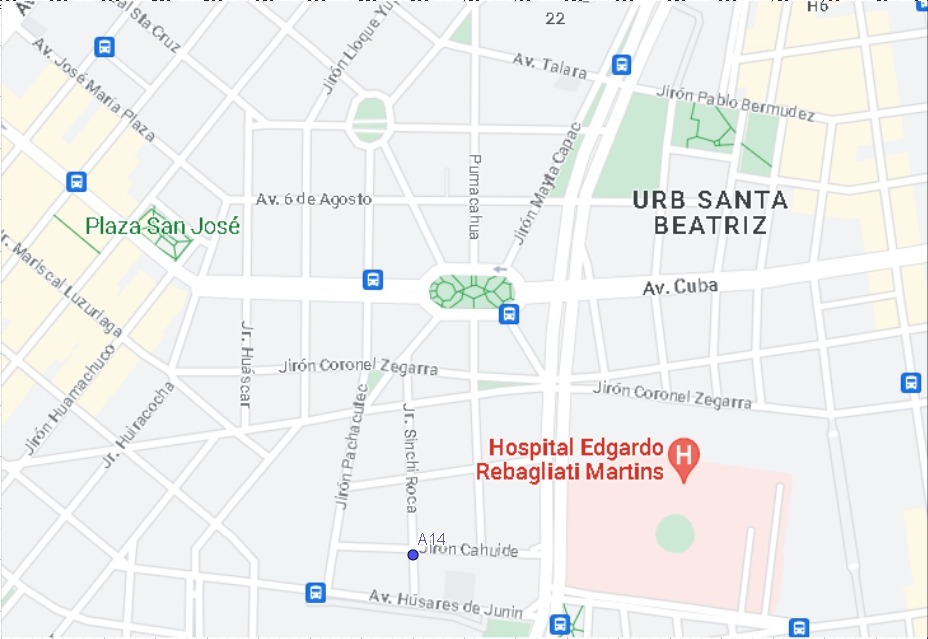 22
H6
Sta Cruz
Jirón Lloque Yu
Av. José María Plaza
Av. Talara
Jirón Pablo Bermúdez
Jirón Mayta Capac
Pumacahua
Av. 6 de Agosto
URB SANTA
BEATRIZ
Plaza San José
Jr. Mariscal Luzuriaga
Av. Cuba
Jr. Huáscar
Jirón Coronel Zegarra
Jirón Coronel Zegarra
Jirón Huamachuco
Jr. Huiracocha
Jirón Pachacútec
Jr. Sinchi Roca
Hospital Edgardo
Rebagliati Martins
H
A14
Jirón Cahuide
Av. Húsares de Junín